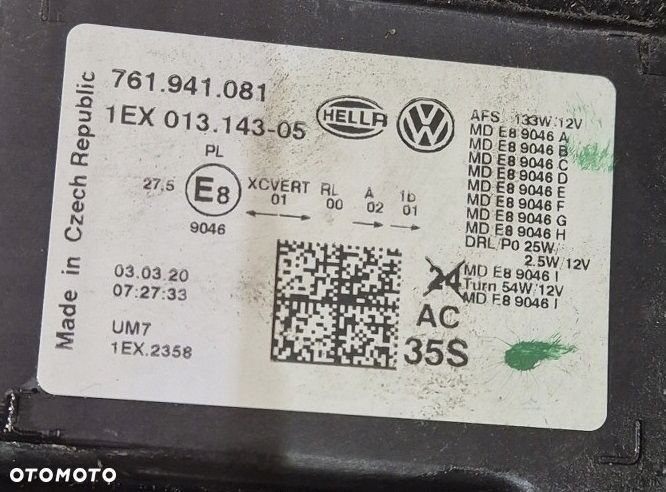 Made in Czech Republic
761.941.081
1EX 013.143-05
HELLA
VW
PL
27.5
E8
9046
XCVERT
01
RL
00
A
02
1b
01
AFS 133W/12V
MD E8 9046 A
MD E8 9046 B
MD E8 9046 C
MD E8 9046 D
MD E8 9046 E
MD E8 9046 F
MD E8 9046 G
MD E8 9046 H
DRL/P0 25W/
2.5W/12V
MD E8 9046 I
Turn 54W/12V
MD E8 9046 I
24
AC
35S
03.03.20
07:27:33
UM7
1EX.2358
OTOMOTO